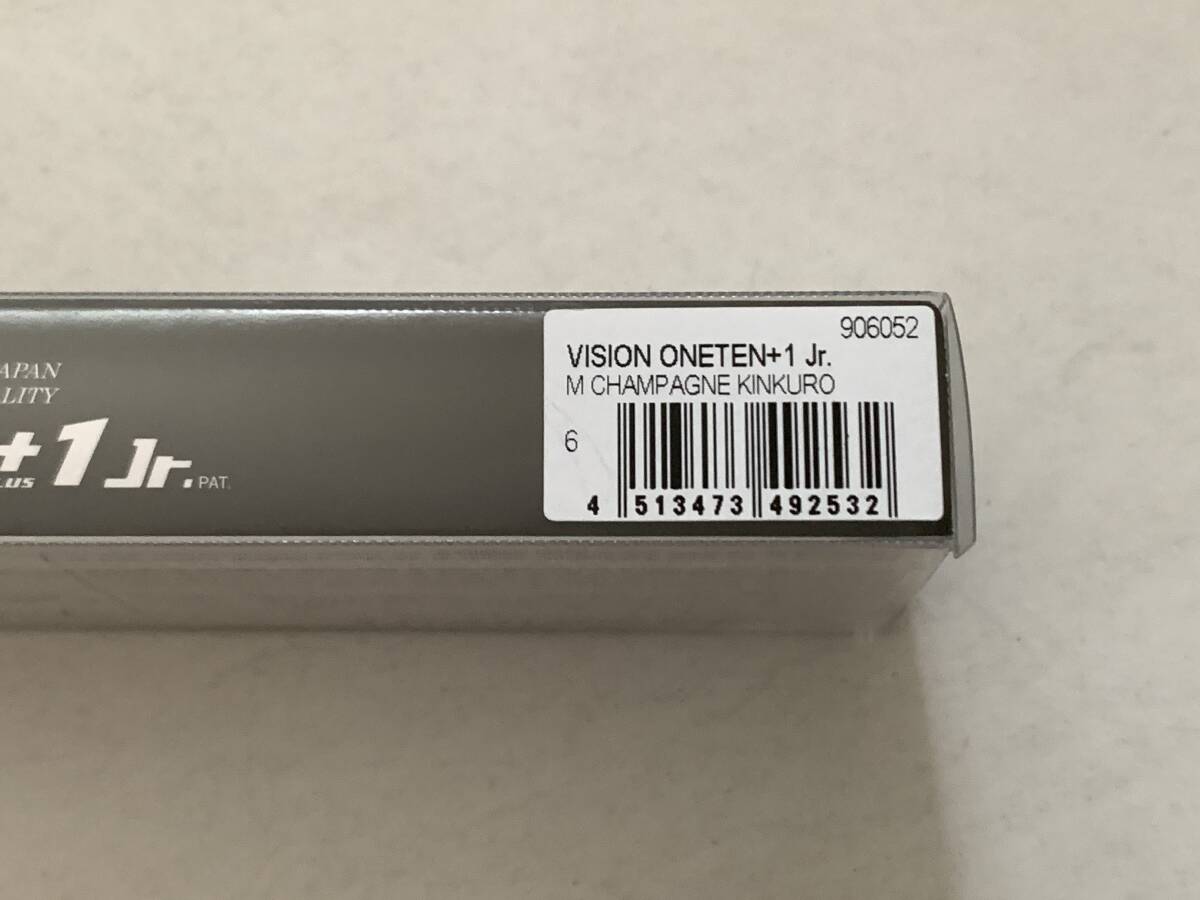 APAN
ALITY
+1 Jr. PAT.
LUS
906052
VISION ONETEN+1 Jr.
M CHAMPAGNE KINKURO
6
4 513473 492532